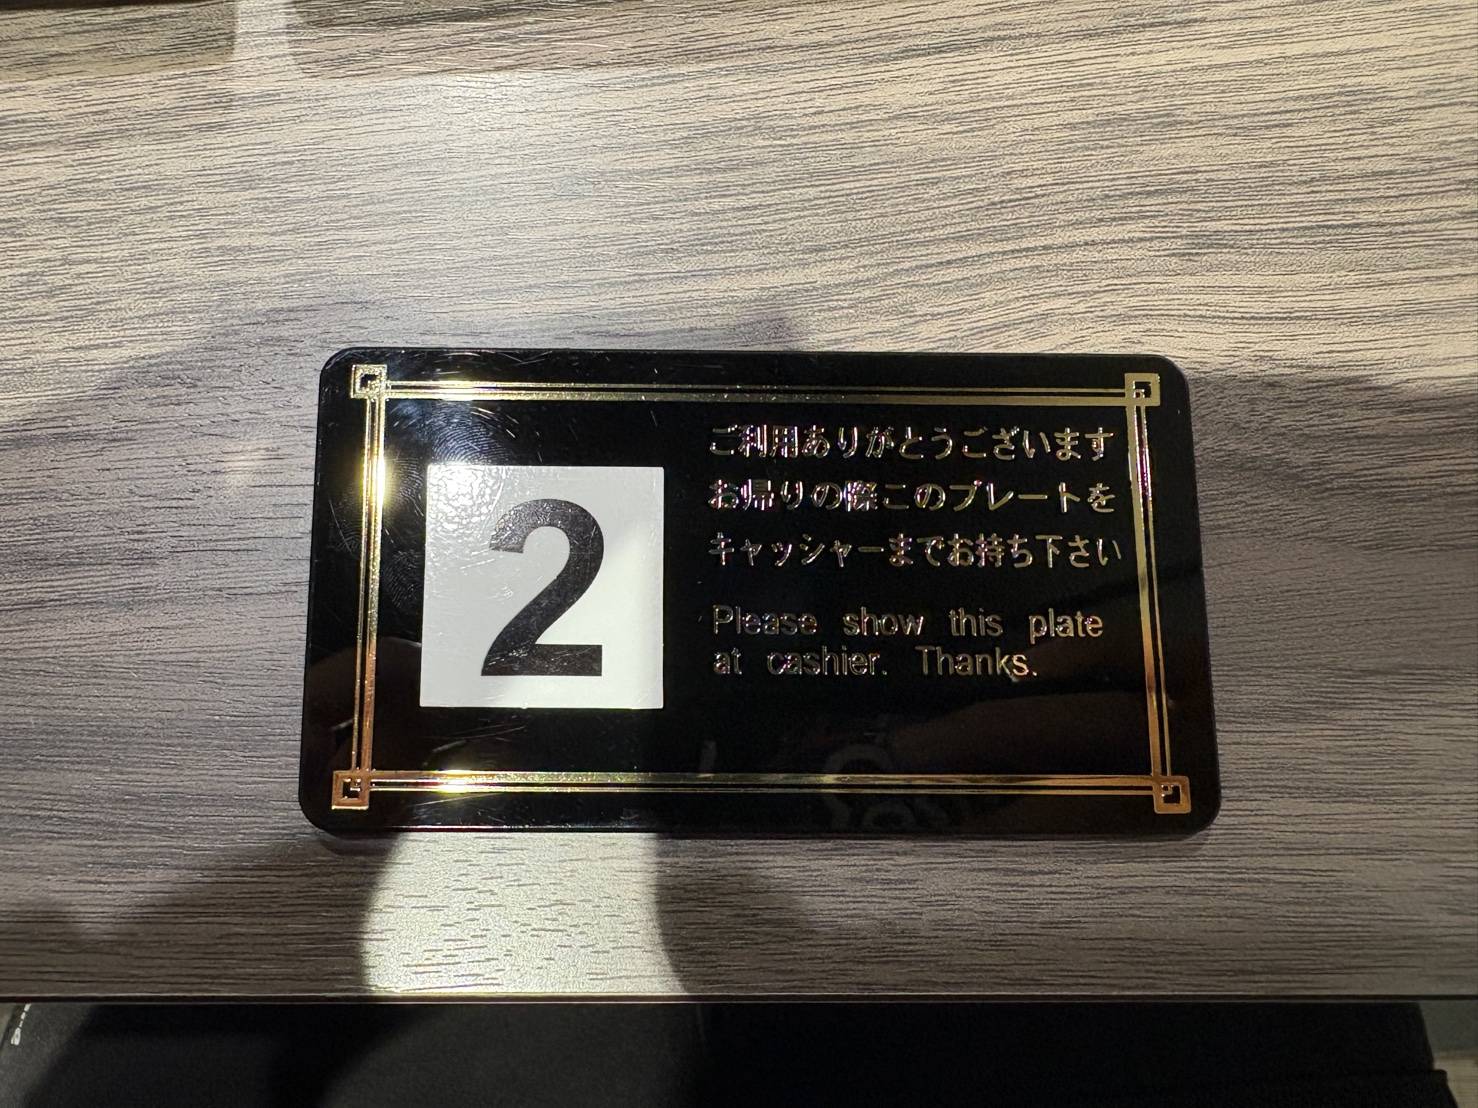 2
ご利用ありがとうございます
お帰りの際このプレートを
キャッシャーまでお持ち下さい
Please show this plate
at cashier. Thanks.